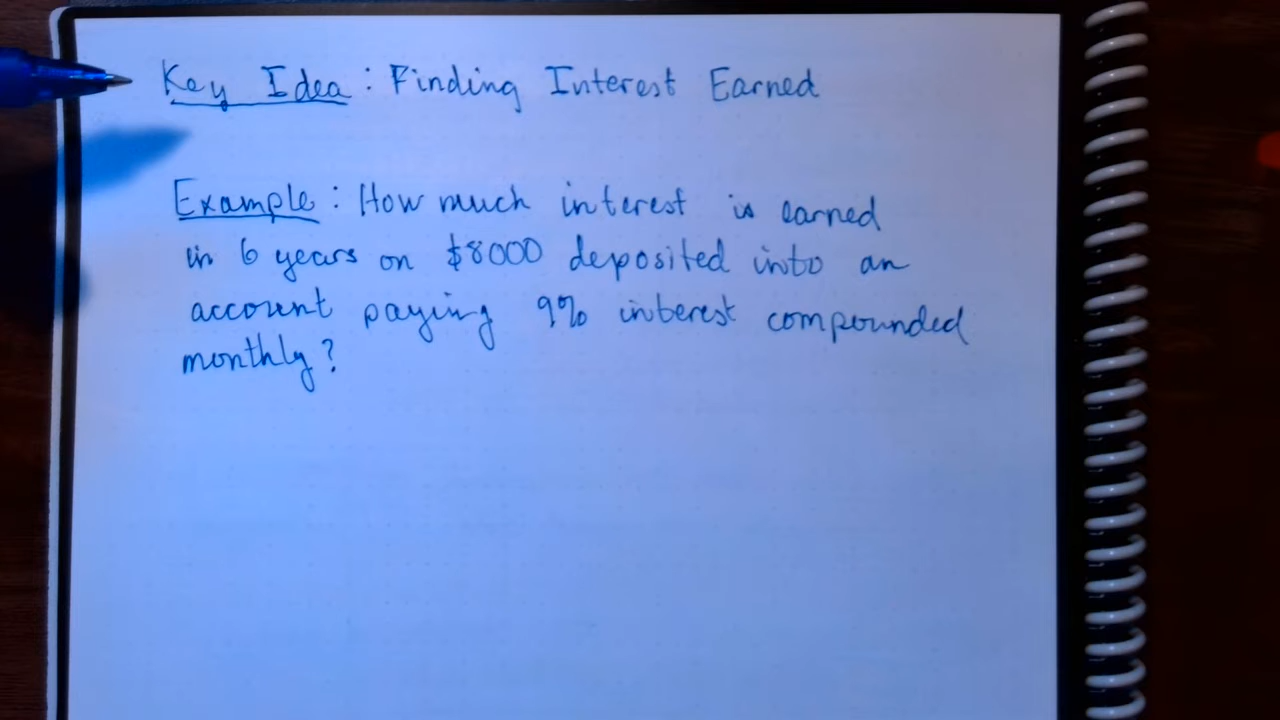 Key Idea : Finding Interest Earned
Example : How much interest is earned
in 6 years on $8000 deposited into an
account paying 9% interest compounded
monthly ?